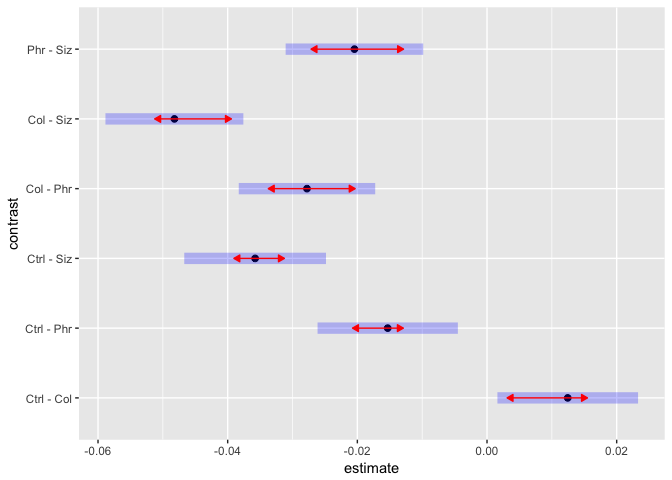 Phr - Siz
Col - Siz
Col - Phr
Ctrl - Siz
Ctrl - Phr
Ctrl - Col
contrast
-0.06
-0.04
-0.02
0.00
0.02
estimate